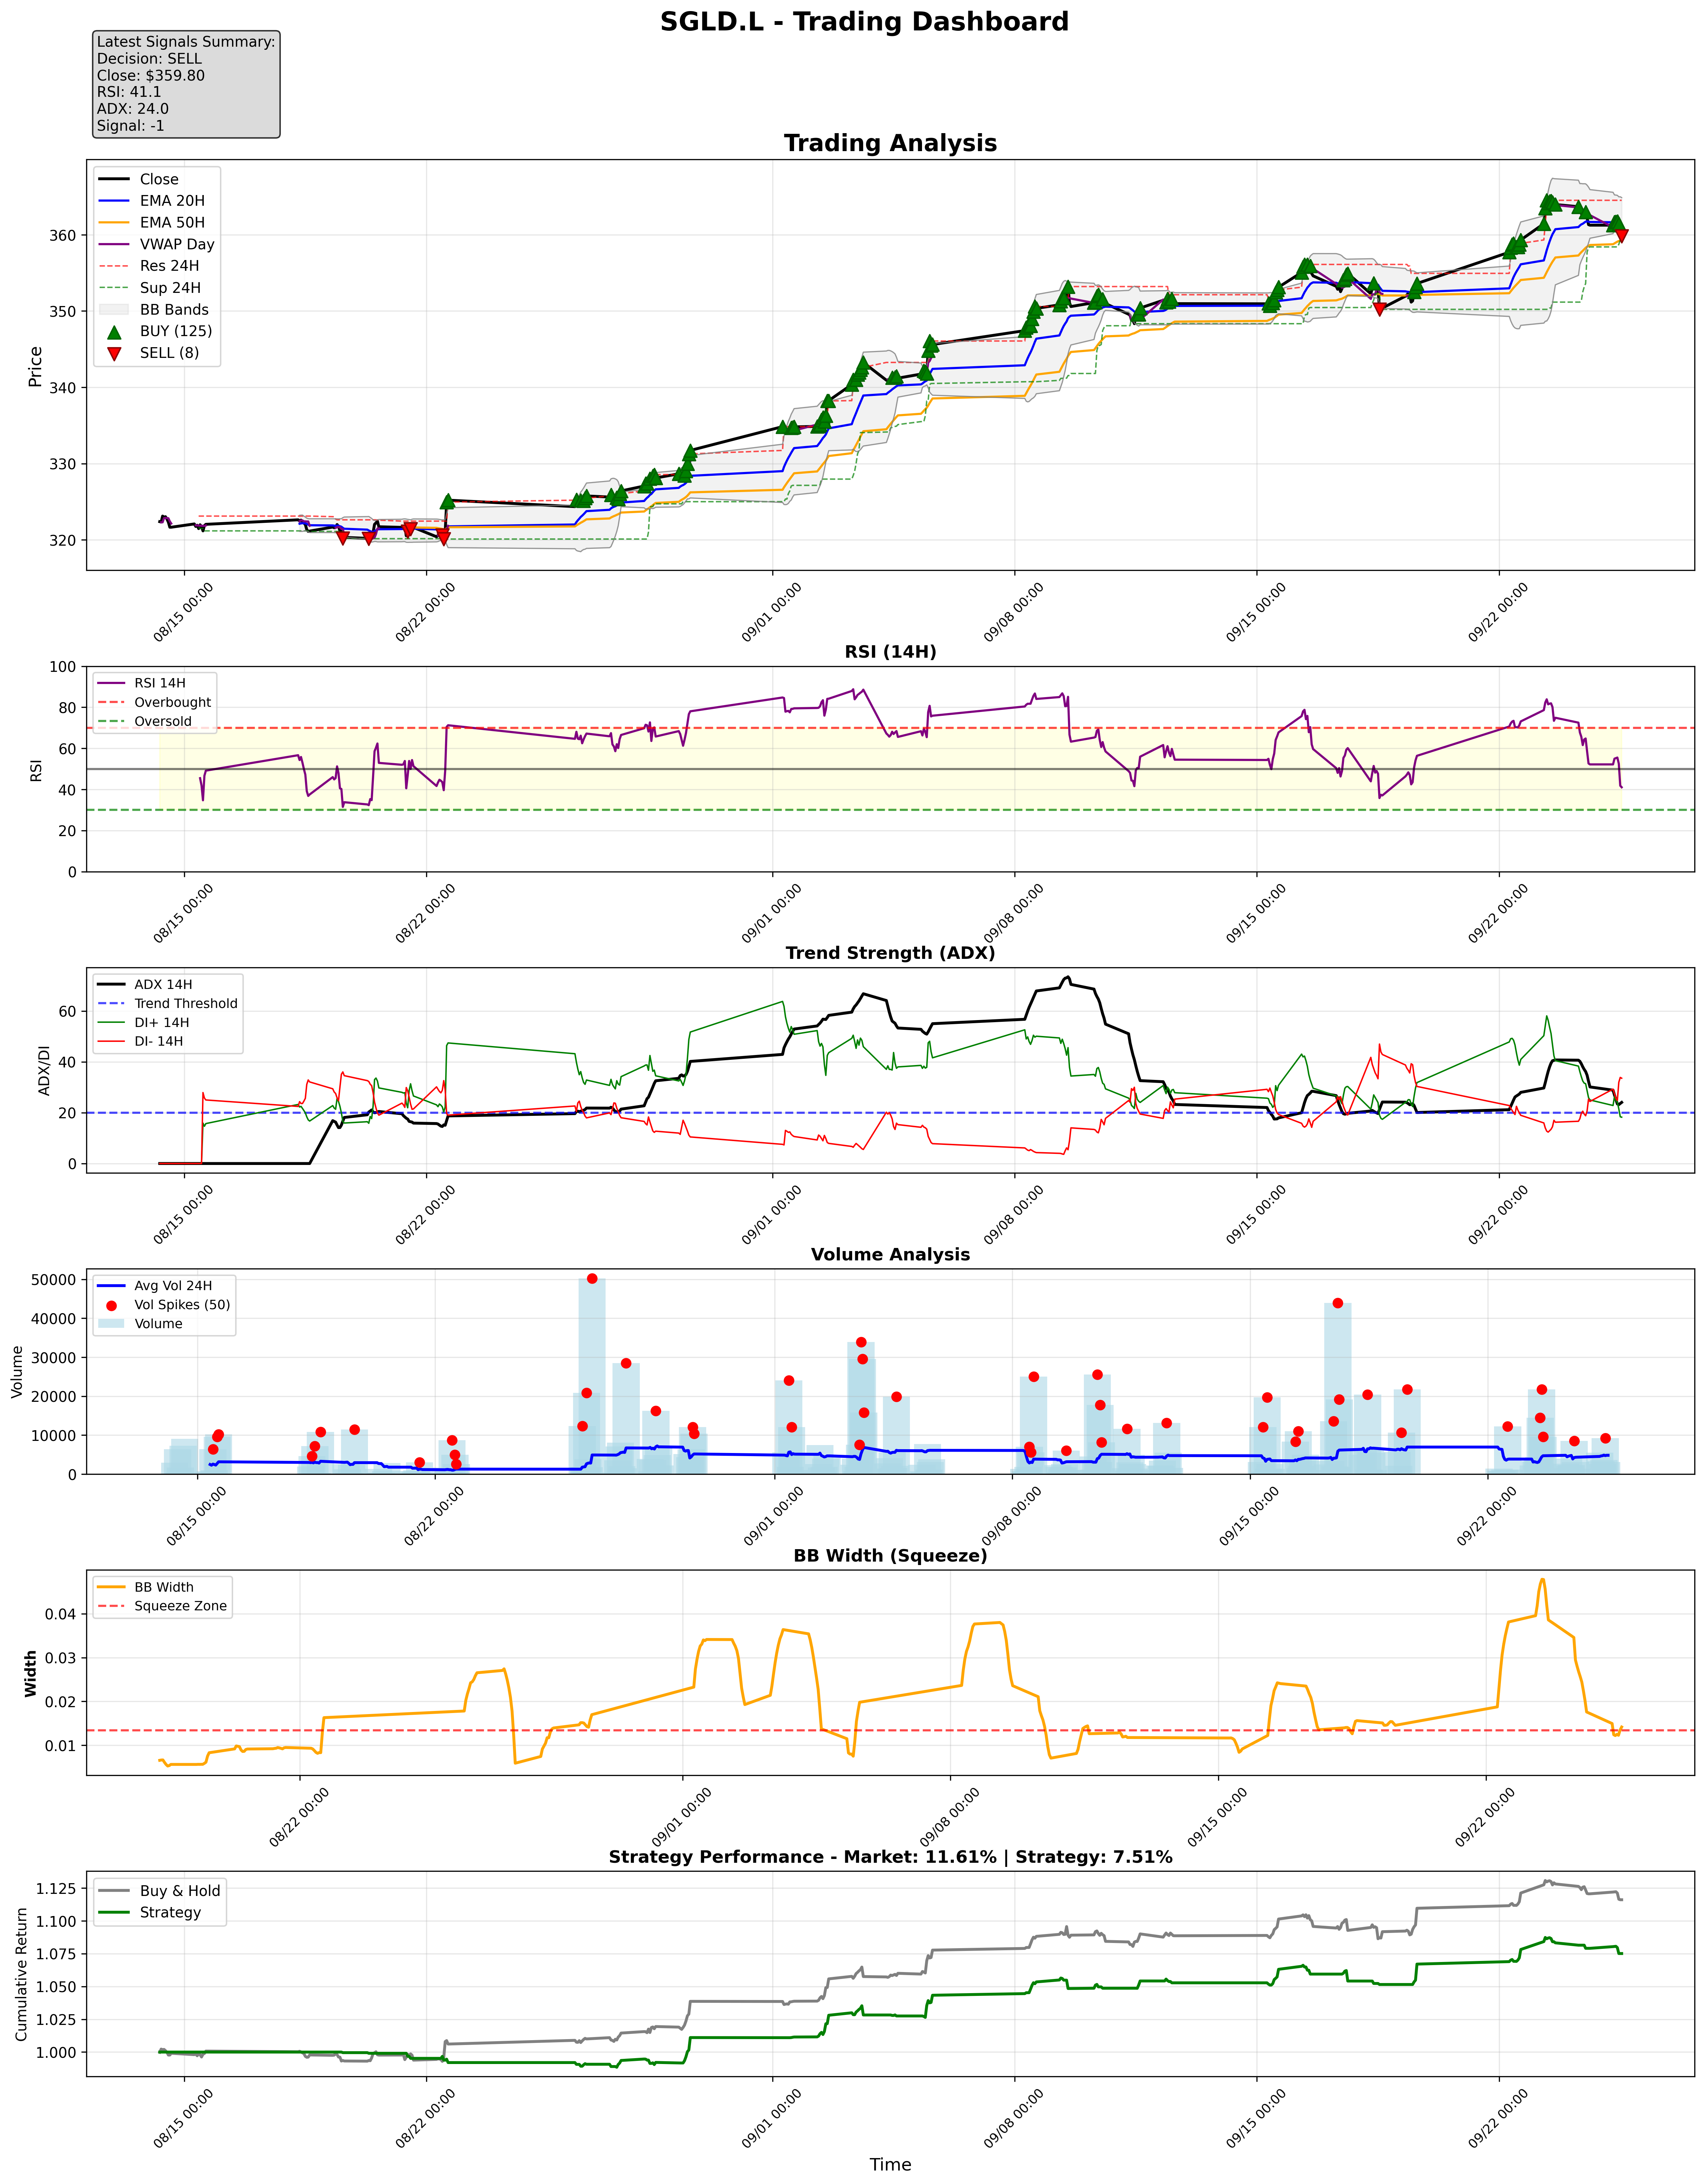 SGLD.L - Trading Dashboard
Latest Signals Summary:
Decision: SELL
Close: $359.80
RSI: 41.1
ADX: 24.0
Signal: -1
Trading Analysis
Close
EMA 20H
EMA 50H
VWAP Day
Res 24H
Sup 24H
BB Bands
BUY (125)
SELL (8)
Price
360
350
340
330
320
08/15 00:00
08/22 00:00
09/01 00:00
09/08 00:00
09/15 00:00
09/22 00:00
RSI (14H)
RSI 14H
Overbought
Oversold
RSI
100
80
60
40
20
0
08/15 00:00
08/22 00:00
09/01 00:00
09/08 00:00
09/15 00:00
09/22 00:00
Trend Strength (ADX)
ADX 14H
Trend Threshold
DI+ 14H
DI- 14H
ADX/DI
60
40
20
0
08/15 00:00
08/22 00:00
09/01 00:00
09/08 00:00
09/15 00:00
09/22 00:00
Volume Analysis
Avg Vol 24H
Vol Spikes (50)
Volume
Volume
50000
40000
30000
20000
10000
0
08/15 00:00
08/22 00:00
09/01 00:00
09/08 00:00
09/15 00:00
09/22 00:00
BB Width (Squeeze)
BB Width
Squeeze Zone
Width
0.04
0.03
0.02
0.01
08/22 00:00
09/01 00:00
09/08 00:00
09/15 00:00
09/22 00:00
Strategy Performance - Market: 11.61% | Strategy: 7.51%
Buy & Hold
Strategy
Cumulative Return
1.125
1.100
1.075
1.050
1.025
1.000
08/15 00:00
08/22 00:00
09/01 00:00
09/08 00:00
09/15 00:00
09/22 00:00
Time